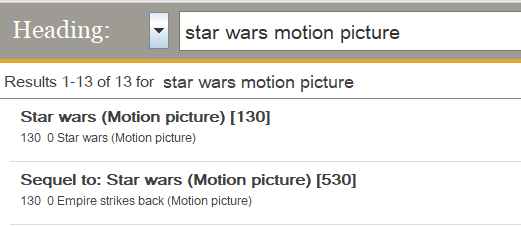 Heading: star wars motion picture
Results 1-13 of 13 for star wars motion picture
Star wars (Motion picture) [130]
130 0 Star wars (Motion picture)
Sequel to: Star wars (Motion picture) [530]
130 0 Empire strikes back (Motion picture)